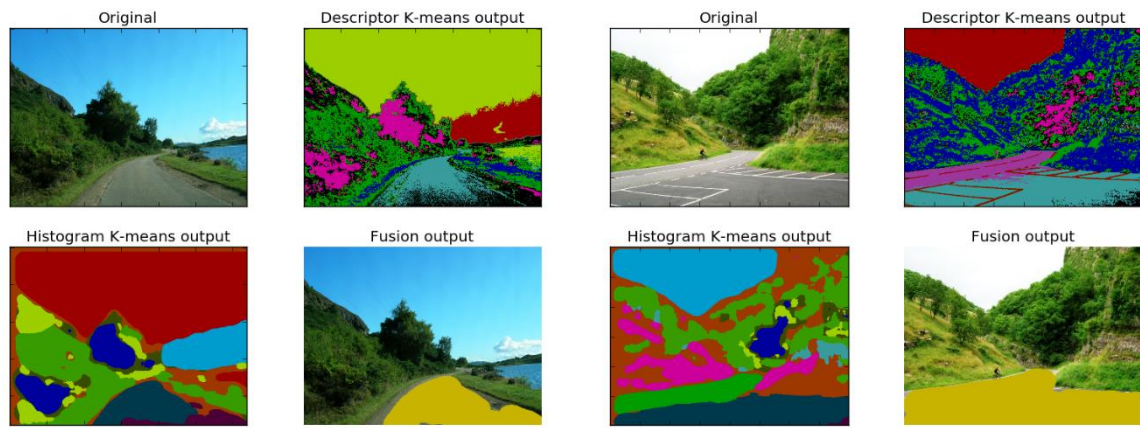 Original
Descriptor K-means output
Original
Descriptor K-means output
Histogram K-means output
Fusion output
Histogram K-means output
Fusion output